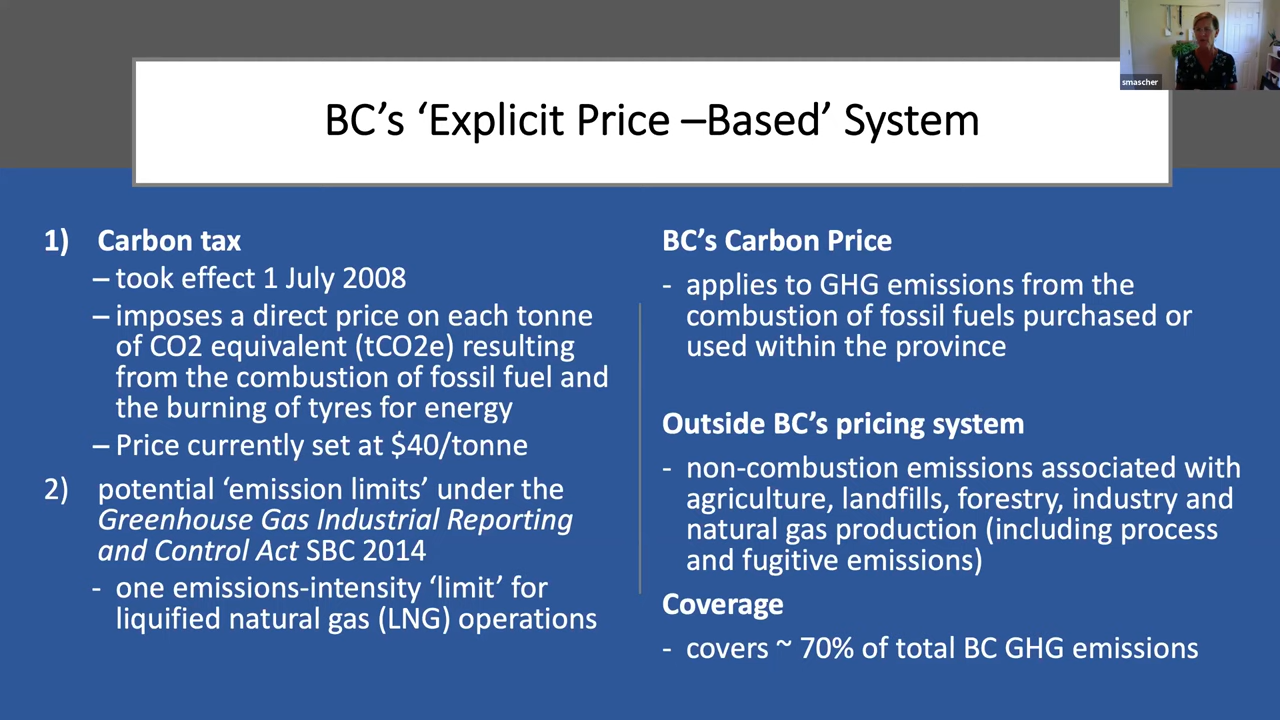 smascher
BC’s ‘Explicit Price –Based’ System
1) Carbon tax
– took effect 1 July 2008
– imposes a direct price on each tonne
of CO2 equivalent (tCO2e) resulting
from the combustion of fossil fuel and
the burning of tyres for energy
– Price currently set at $40/tonne
2) potential ‘emission limits’ under the
Greenhouse Gas Industrial Reporting
and Control Act SBC 2014
- one emissions-intensity ‘limit’ for
liquified natural gas (LNG) operations
BC’s Carbon Price
- applies to GHG emissions from the
combustion of fossil fuels purchased or
used within the province
Outside BC’s pricing system
- non-combustion emissions associated with
agriculture, landfills, forestry, industry and
natural gas production (including process
and fugitive emissions)
Coverage
- covers ~ 70% of total BC GHG emissions